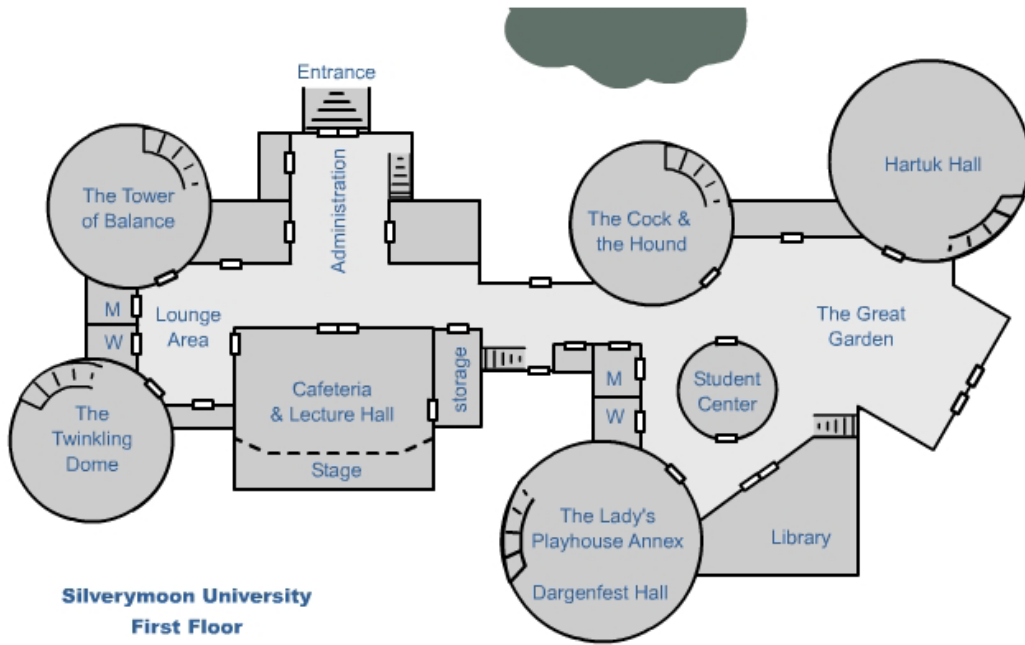 Entrance
Administration
The Tower
of Balance
The Cock &
the Hound
Hartuk Hall
M
W
Lounge
Area
The Great
Garden
Cafeteria
& Lecture Hall
storage
M
W
Student
Center
The
Twinkling
Dome
Stage
The Lady's
Playhouse Annex
Dargenfest Hall
Library
Silverymoon University
First Floor